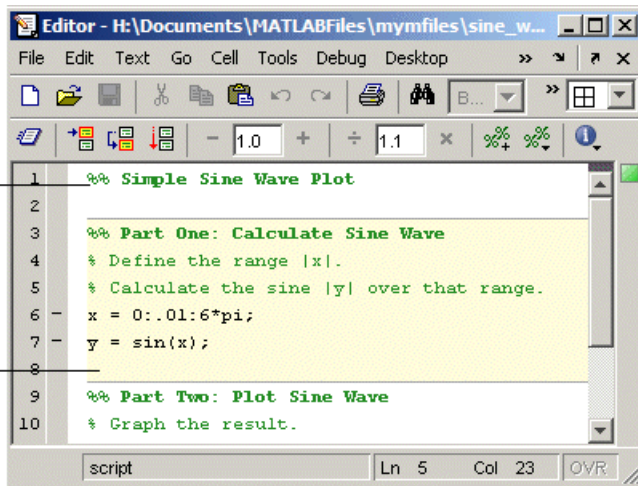 Editor - H:\Documents\MATLABFiles\mymfiles\sine_w...
File Edit Text Go Cell Tools Debug Desktop »
B... »
- 1.0 + ÷ 1.1 ×
1 %% Simple Sine Wave Plot
2
3 %% Part One: Calculate Sine Wave
4 % Define the range |x|.
5 % Calculate the sine |y| over that range.
6 - x = 0:.01:6*pi;
7 - y = sin(x);
8
9 %% Part Two: Plot Sine Wave
10 % Graph the result.
script Ln 5 Col 23 OVR